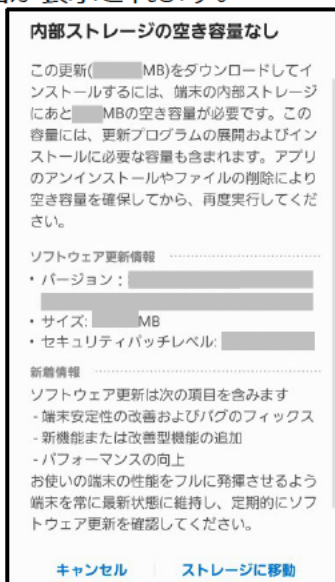 内部ストレージの空き容量なし
この更新( MB)をダウンロードしてイ
ンストールするには、端末の内部ストレージ
にあと MBの空き容量が必要です。この
容量には、更新プログラムの展開およびイン
ストールに必要な容量も含まれます。アプリ
のアンインストールやファイルの削除により
空き容量を確保してから、再度実行してくだ
さい。
ソフトウェア更新情報
・バージョン：
・サイズ: MB
・セキュリティパッチレベル:
新着情報
ソフトウェア更新は次の項目を含みます
- 端末安定性の改善およびバグのフィックス
- 新機能または改善型機能の追加
- パフォーマンスの向上
お使いの端末の性能をフルに発揮させるよう
端末を常に最新状態に維持し、定期的にソフ
トウェア更新を確認してください。
キャンセル ストレージに移動